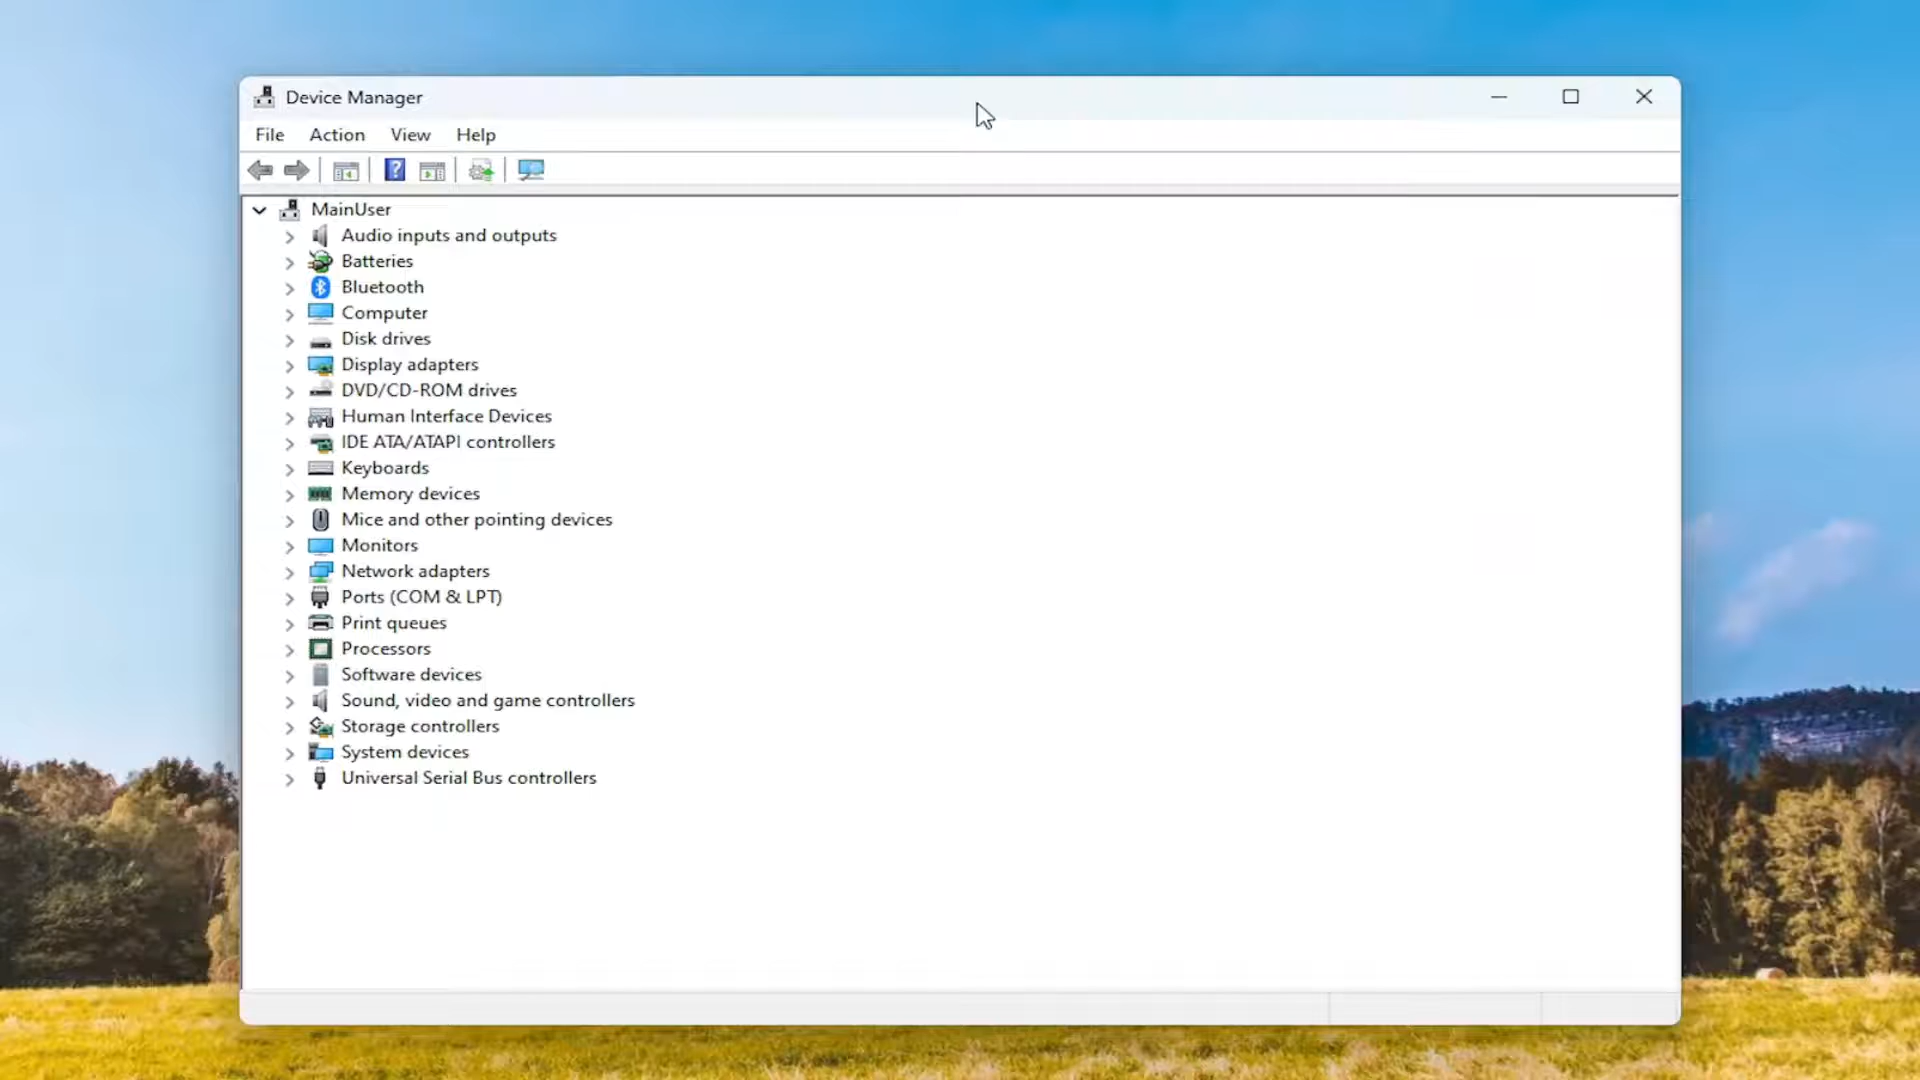 Device Manager
File Action View Help
MainUser
Audio inputs and outputs
Batteries
Bluetooth
Computer
Disk drives
Display adapters
DVD/CD-ROM drives
Human Interface Devices
IDE ATA/ATAPI controllers
Keyboards
Memory devices
Mice and other pointing devices
Monitors
Network adapters
Ports (COM & LPT)
Print queues
Processors
Software devices
Sound, video and game controllers
Storage controllers
System devices
Universal Serial Bus controllers